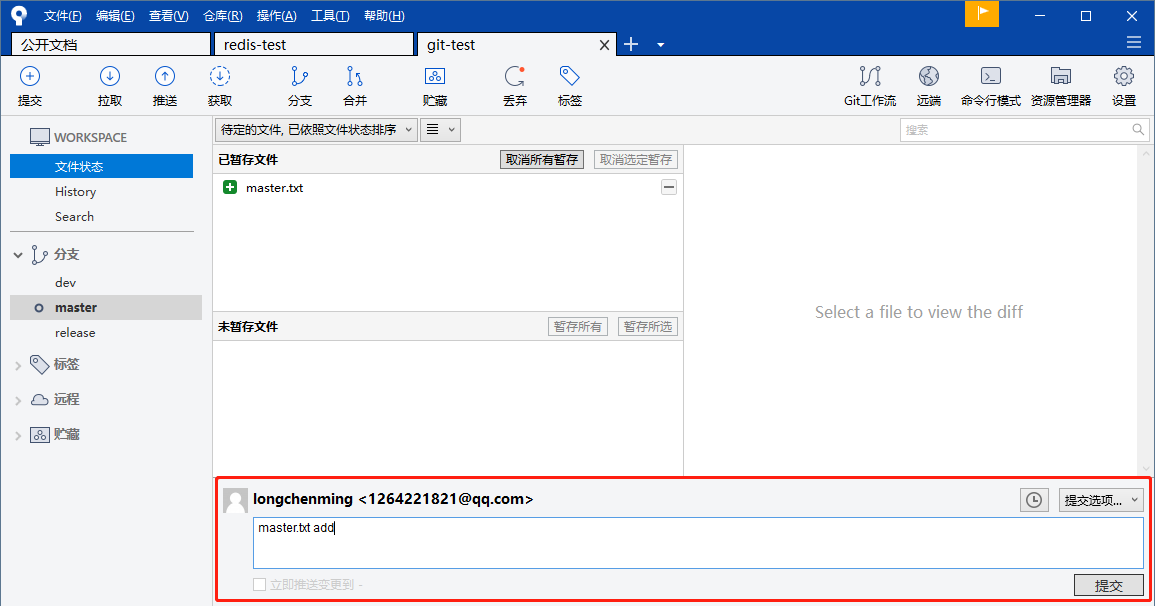 文件(F) 编辑(E) 查看(V) 仓库(R) 操作(A) 工具(T) 帮助(H)
公开文档 redis-test git-test
提交 拉取 推送 获取 分支 合并 贮藏 丢弃 标签 Git工作流 远端 命令行模式 资源管理器 设置
WORKSPACE
文件状态
History
Search
分支
dev
master
release
标签
远程
贮藏
待定的文件, 已依照文件状态排序 搜索
已暂存文件 取消所有暂存 取消选定暂存
master.txt
未暂存文件 暂存所有 暂存所选
Select a file to view the diff
longchenming <1264221821@qq.com> 提交选项...
master.txt add
立即推送变更到 -
提交